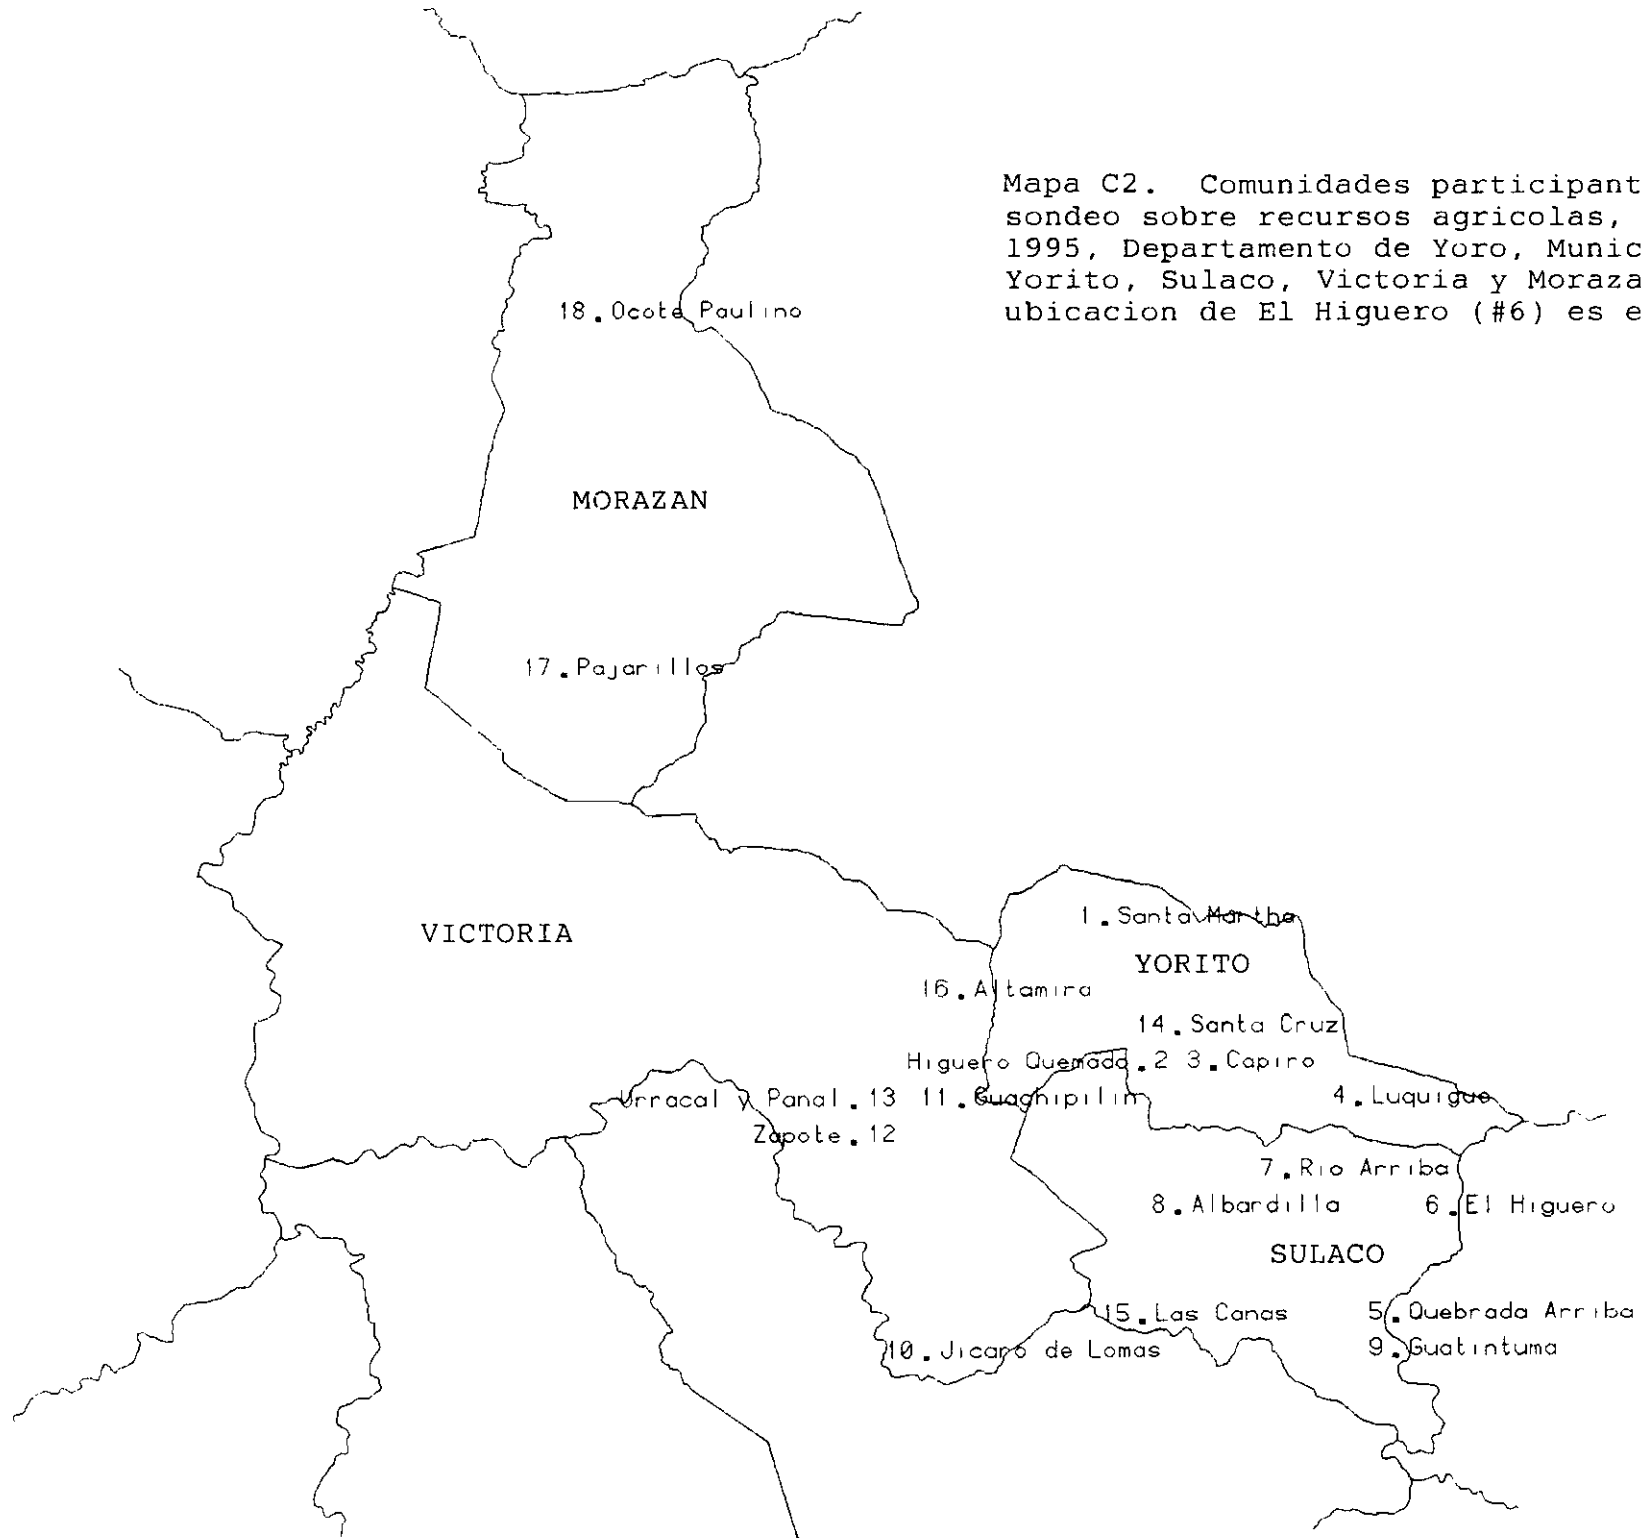 Mapa C2. Comunidades participant
sondeo sobre recursos agricolas,
1995, Departamento de Yoro, Munic
Yorito, Sulaco, Victoria y Moraza
ubicacion de El Higuero (#6) es e
18.Ocote Paulino
MORAZAN
17.Pajarillos
VICTORIA
1.Santa Martha
YORITO
16.Altamira
14.Santa Cruz
Higuero Quemado.2 3.Capiro
Urracal y Panal.13 11.Guachipilin
4.Luquigue
Zapote.12
7.Rio Arriba
8.Albardilla
6.El Higuero
SULACO
15.Las Canas
5.Quebrada Arriba
10.Jicaro de Lomas
9.Guatintuma